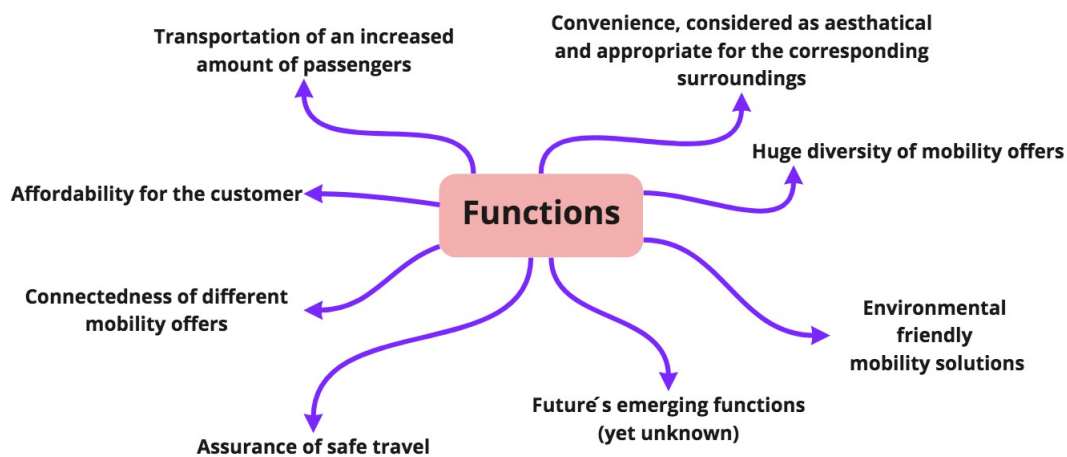 Transportation of an increased
amount of passengers
Convenience, considered as aesthatical
and appropriate for the corresponding
surroundings
Huge diversity of mobility offers
Affordability for the customer
Functions
Connectedness of different
mobility offers
Environmental
friendly
mobility solutions
Future´s emerging functions
(yet unknown)
Assurance of safe travel